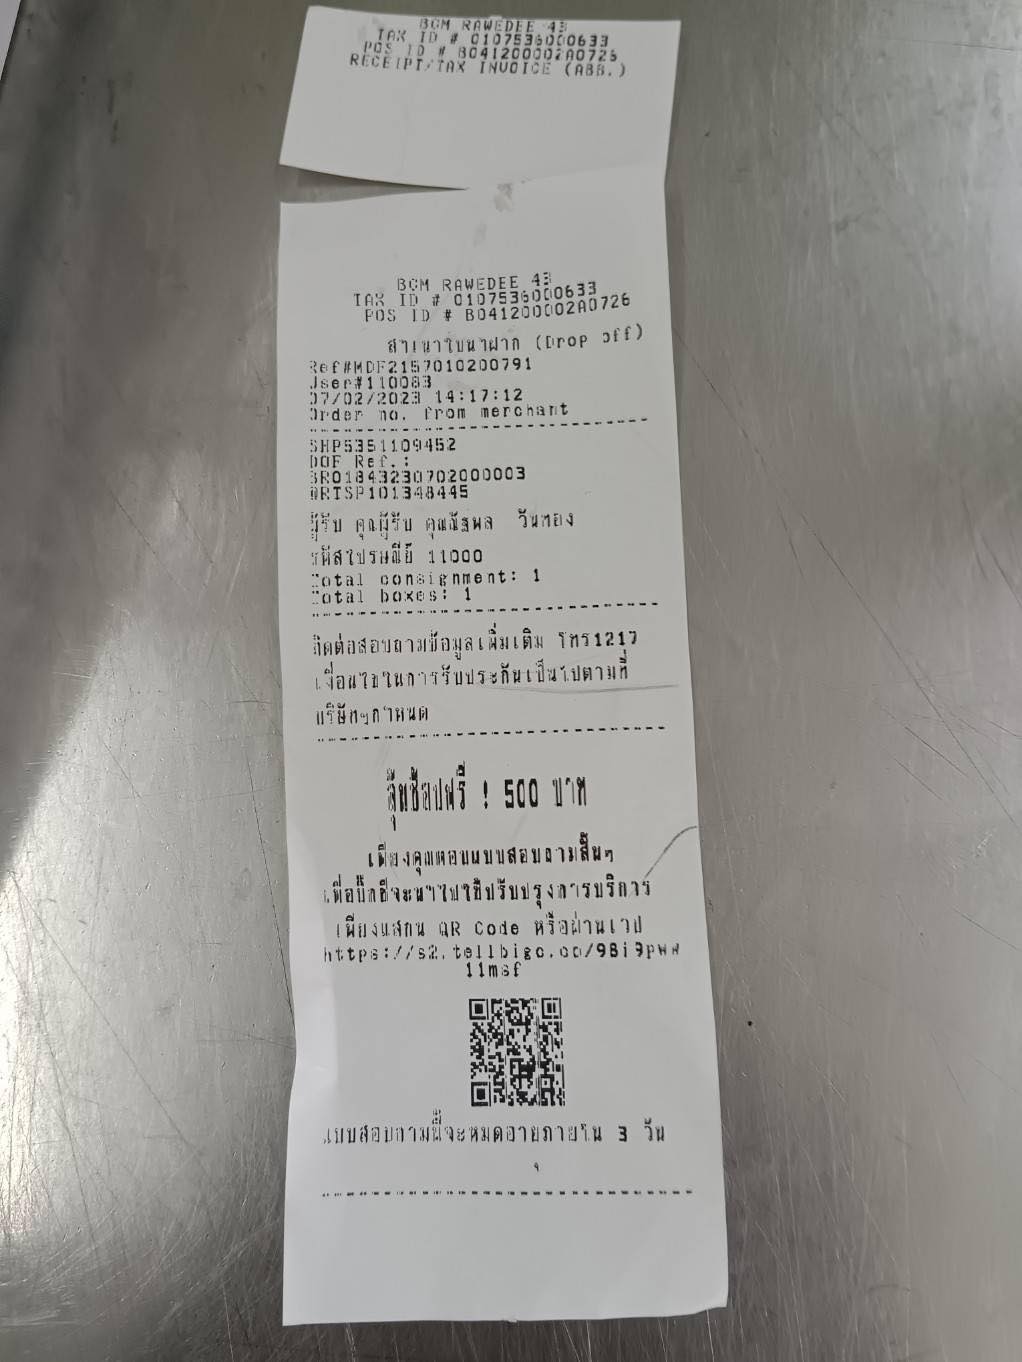 BGM RAWEDEE 43
TAX ID # 0107536000633
POS ID # B041200002A0726
RECEIPT/TAX INVOICE (ABB.)
BGM RAWEDEE 43
TAX ID # 0107536000633
POS ID # B041200002A0726
สำเนาใบนำฝาก (Drop off)
Ref#MDF2157010200791
User#110083
07/02/2023 14:17:12
Order no. from merchant
SHP5351109452
DOF Ref.:
BR01843230702000003
QRTSP101348445
ผู้รับ คุณผู้รับ คุณณัฐพล วันทอง
รหัสไปรษณีย์ 11000
Total consignment: 1
Total boxes: 1
ติดต่อสอบถามข้อมูลเพิ่มเติม โทร1217
เงื่อนไขในการรับประกันเป็นไปตามที่
บริษัทฯกำหนด
ลุ้นช้อปฟรี ! 500 บาท
เพียงคุณตอบแบบสอบถามสั้นๆ
เพื่อบิ๊กซีจะนำไปใช้ปรับปรุงการบริการ
เพียงแสกน QR Code หรือผ่านเวป
https://s2.tellbigc.co/98i9pww
11msf
แบบสอบถามนี้จะหมดอายุภายใน 3 วัน